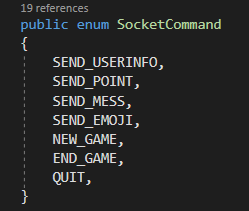 19 references
public enum SocketCommand
{
SEND_USERINFO,
SEND_POINT,
SEND_MESS,
SEND_EMOJI,
NEW_GAME,
END_GAME,
QUIT,
}